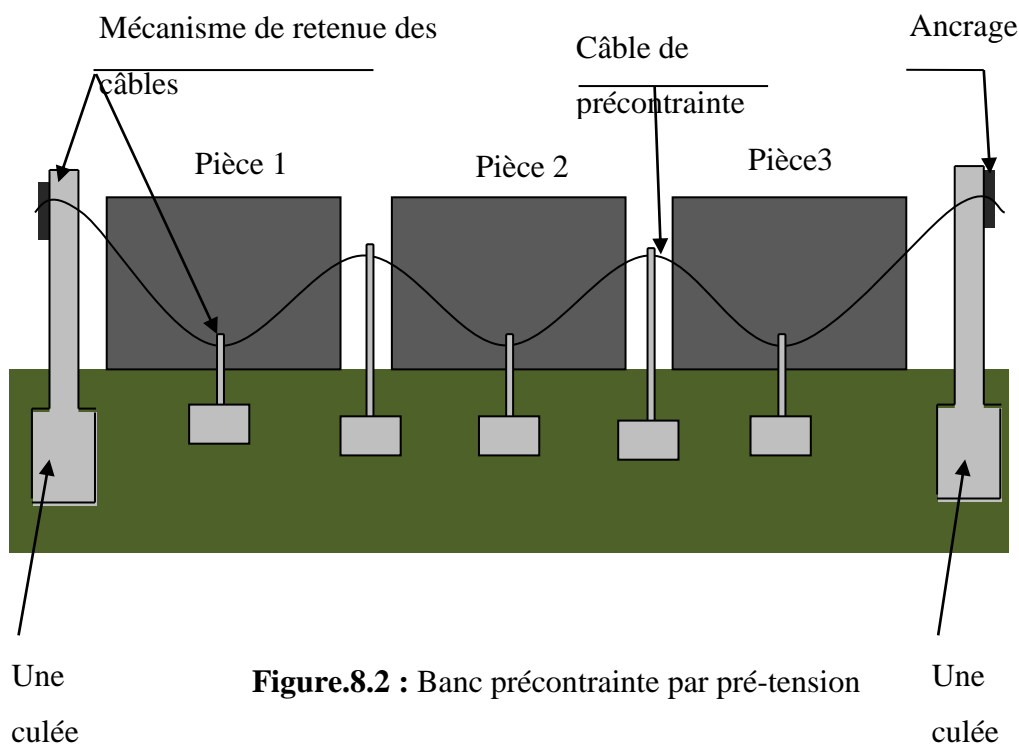 Mécanisme de retenue des
câbles
Câble de
précontrainte
Ancrage
Pièce 1
Pièce 2
Pièce3
Une
culée
Figure.8.2 : Banc précontrainte par pré-tension
Une
culée